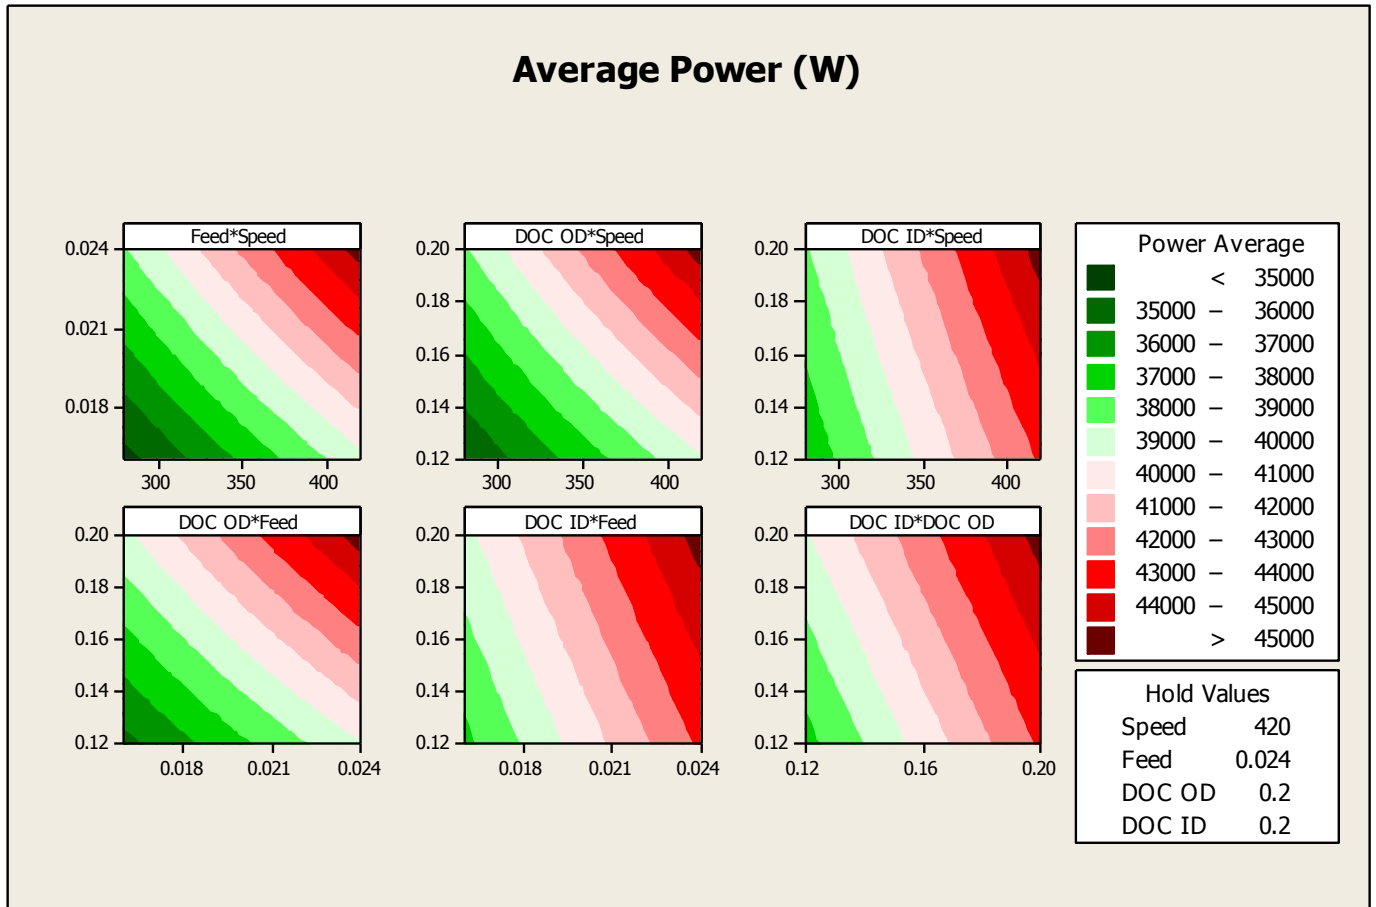 Average Power (W)
Feed*Speed
0.024
0.021
0.018
300 350 400
DOC OD*Speed
0.20
0.18
0.16
0.14
0.12
300 350 400
DOC ID*Speed
0.20
0.18
0.16
0.14
0.12
300 350 400
DOC OD*Feed
0.20
0.18
0.16
0.14
0.12
0.018 0.021 0.024
DOC ID*Feed
0.20
0.18
0.16
0.14
0.12
0.018 0.021 0.024
DOC ID*DOC OD
0.20
0.18
0.16
0.14
0.12
0.12 0.16 0.20
Power Average
< 35000
35000 – 36000
36000 – 37000
37000 – 38000
38000 – 39000
39000 – 40000
40000 – 41000
41000 – 42000
42000 – 43000
43000 – 44000
44000 – 45000
> 45000
Hold Values
Speed 420
Feed 0.024
DOC OD 0.2
DOC ID 0.2